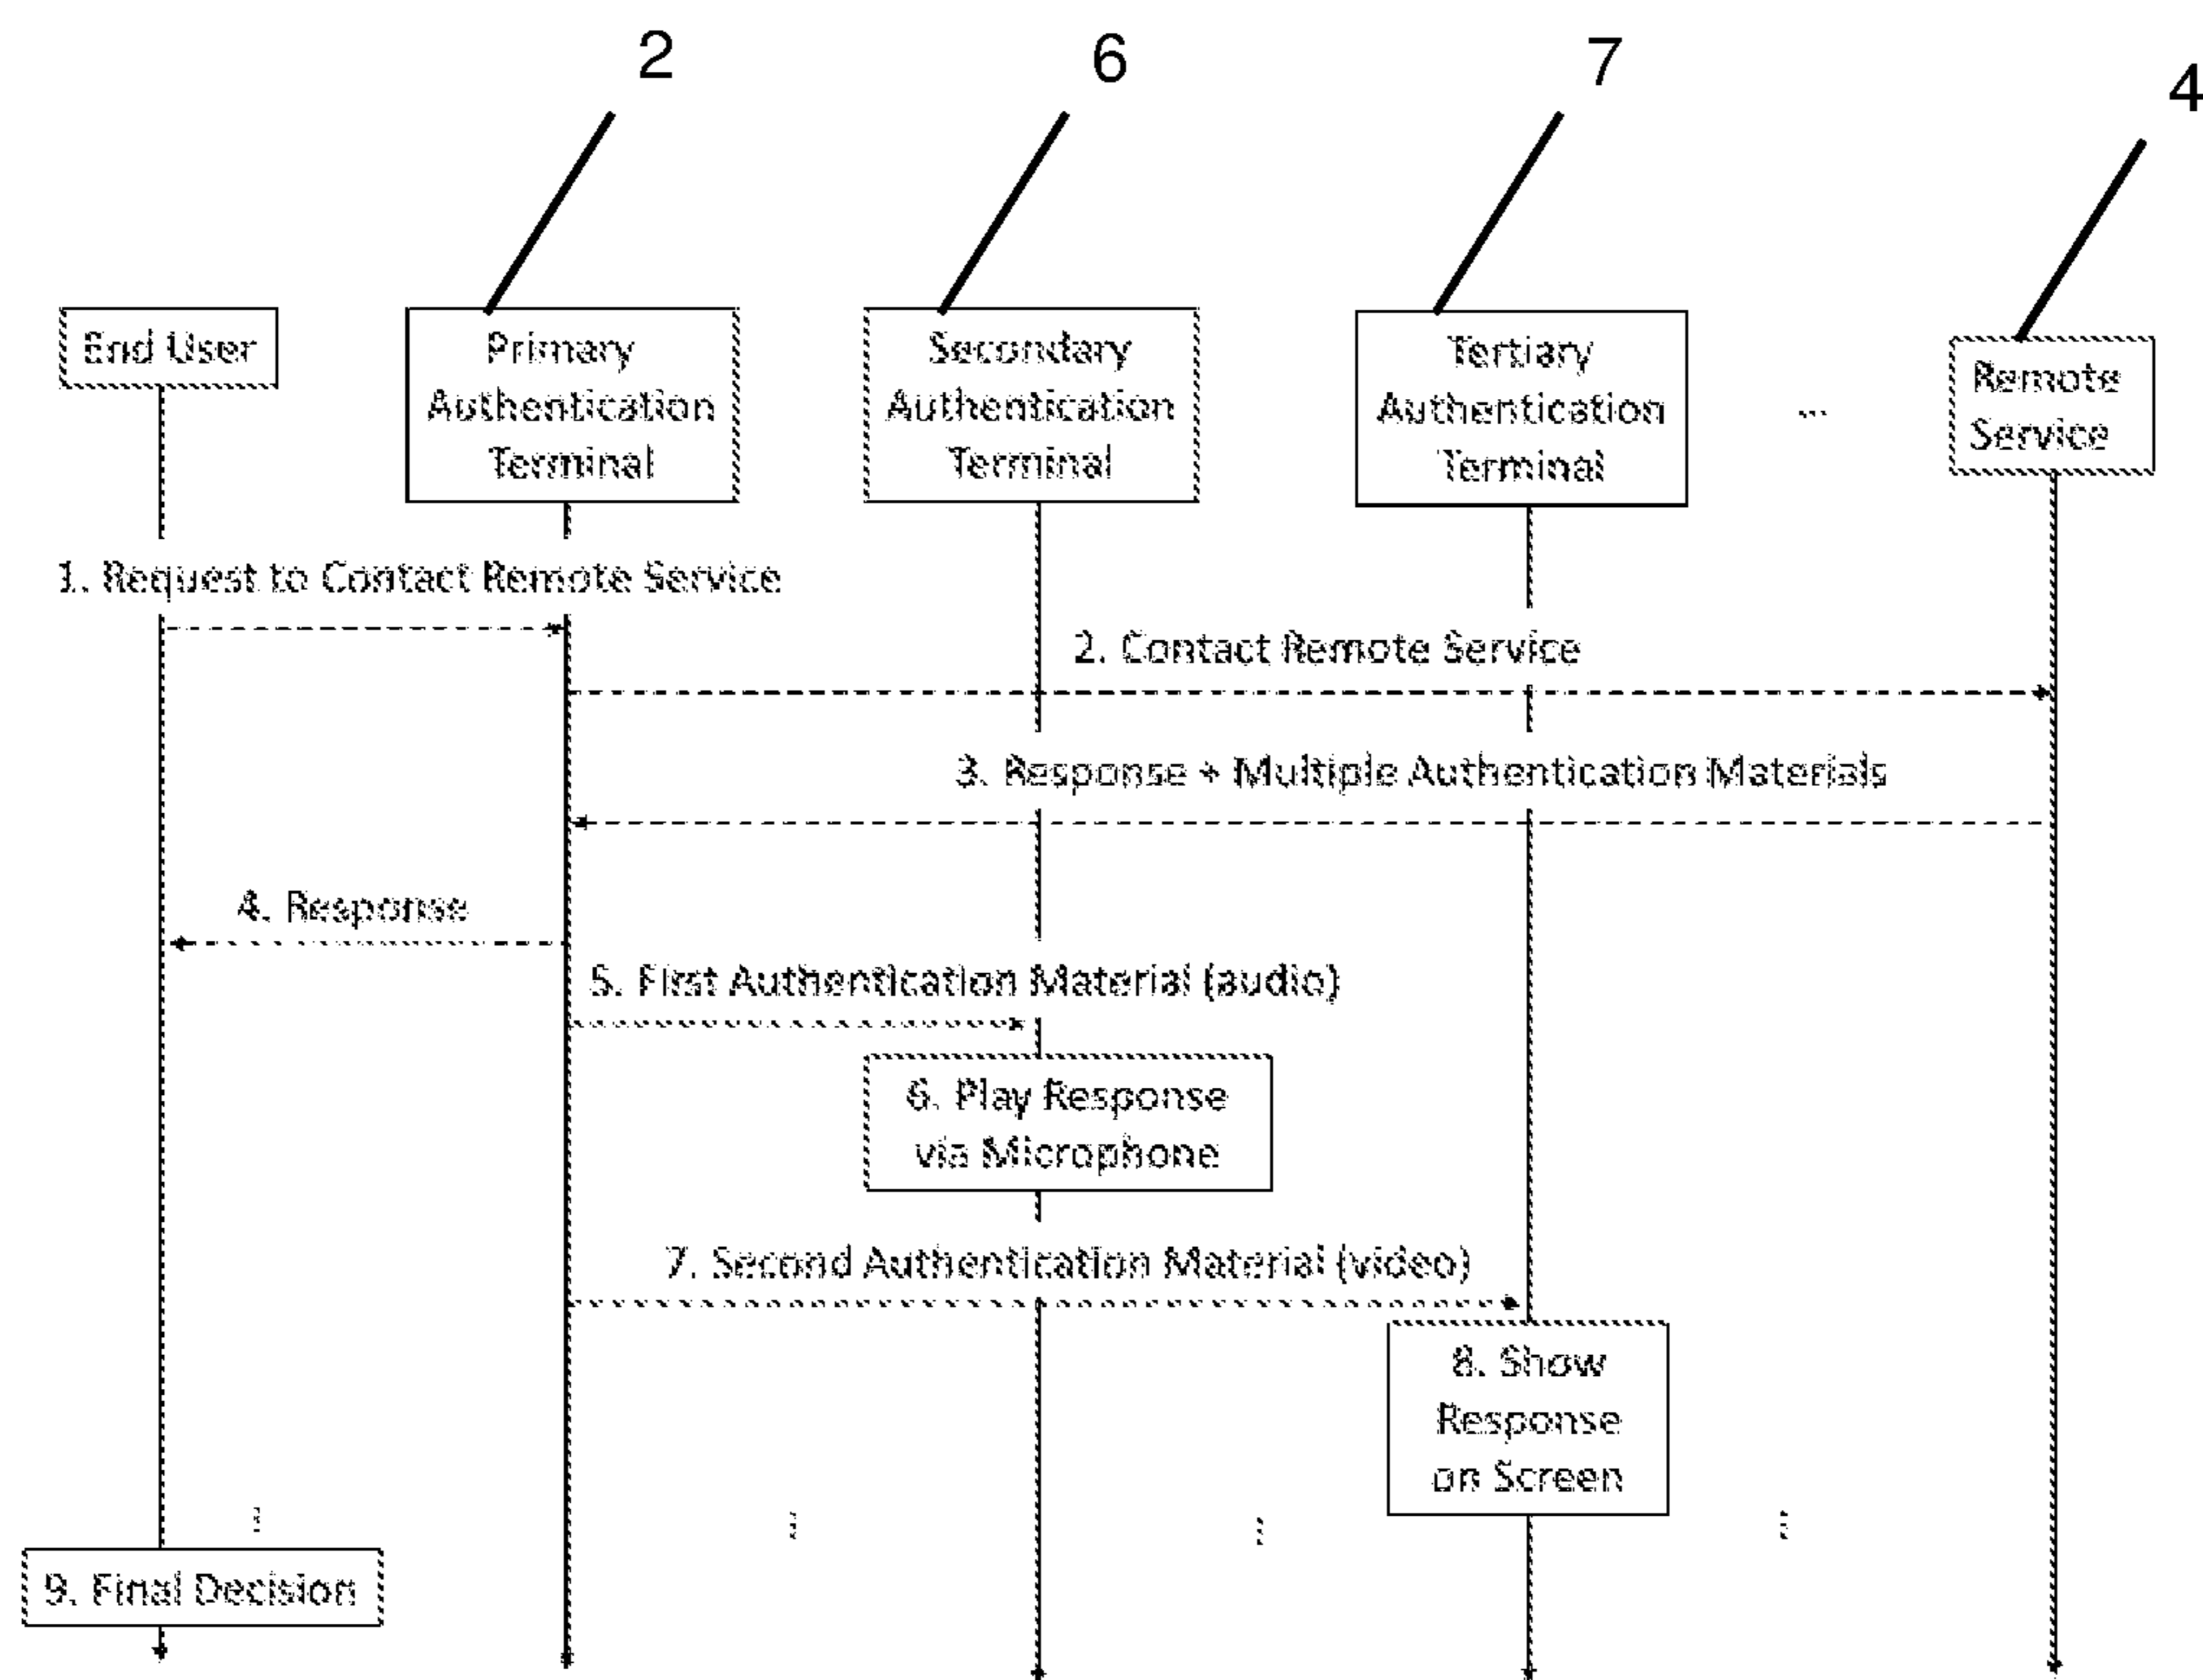 2
6
7
4
End User
Primary
Authentication
Terminal
Secondary
Authentication
Terminal
Tertiary
Authentication
Terminal
...
Remote
Service
1. Request to Contact Remote Service
2. Contact Remote Service
3. Response + Multiple Authentication Materials
4. Response
5. First Authentication Material (audio)
6. Play Response
via Microphone
7. Second Authentication Material (video)
8. Show
Response
on Screen
9. Final Decision